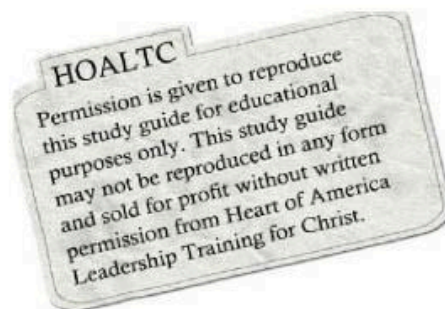 HOALTC
Permission is given to reproduce
this study guide for educational
purposes only. This study guide
may not be reproduced in any form
and sold for profit without written
permission from Heart of America
Leadership Training for Christ.